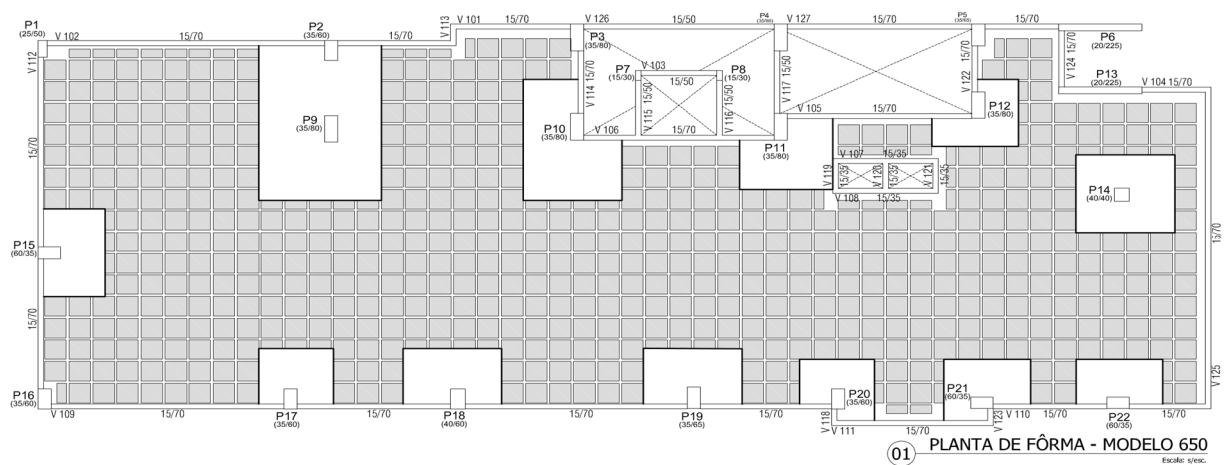 P1
(25/50)
V 102
15/70
P2
(35/60)
15/70
V 113
V 101
15/70
V 126
15/50
P4
(35/80)
V 127
15/70
P5
(35/65)
15/70
P6
(20/225)
V 112
P3
(35/80)
15/70
V 124
P7
(15/30)
V 103
P8
(15/30)
15/50
P13
(20/225)
V 104 15/70
V 114 15/70
V 115 15/50
V 116 15/50
V 117 15/50
V 122 15/70
P9
(35/80)
P10
(35/80)
V 106
15/70
V 105
15/70
P12
(35/80)
P11
(35/80)
15/70
V 107
15/35
V 119
15/35
V 120
15/35
V 121
15/35
V 108
15/35
P14
(40/40)
15/70
P15
(60/35)
15/70
P16
(35/60)
V 109
15/70
P17
(35/60)
15/70
P18
(40/60)
15/70
P19
(35/65)
15/70
V 118
P20
(35/60)
V 111
15/70
P21
(60/35)
V 123
V 110
15/70
P22
(60/35)
15/70
V 125
01
PLANTA DE FÔRMA - MODELO 650
Escala: s/esc.